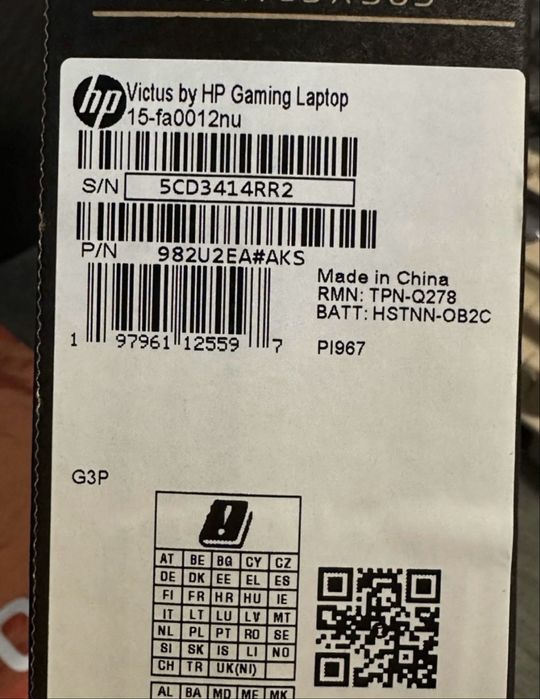 hp
Victus by HP Gaming Laptop
15-fa0012nu
S/N 5CD3414RR2
P/N 982U2EA#AKS
Made in China
RMN: TPN-Q278
BATT: HSTNN-OB2C
1 97961 12559 7
PI967
G3P
!
AT BE BG CY CZ
DE DK EE EL ES
FI FR HR HU IE
IT LT LU LV MT
NL PL PT RO SE
SI SK IS LI NO
CH TR UK(NI)
AL BA MD ME MK